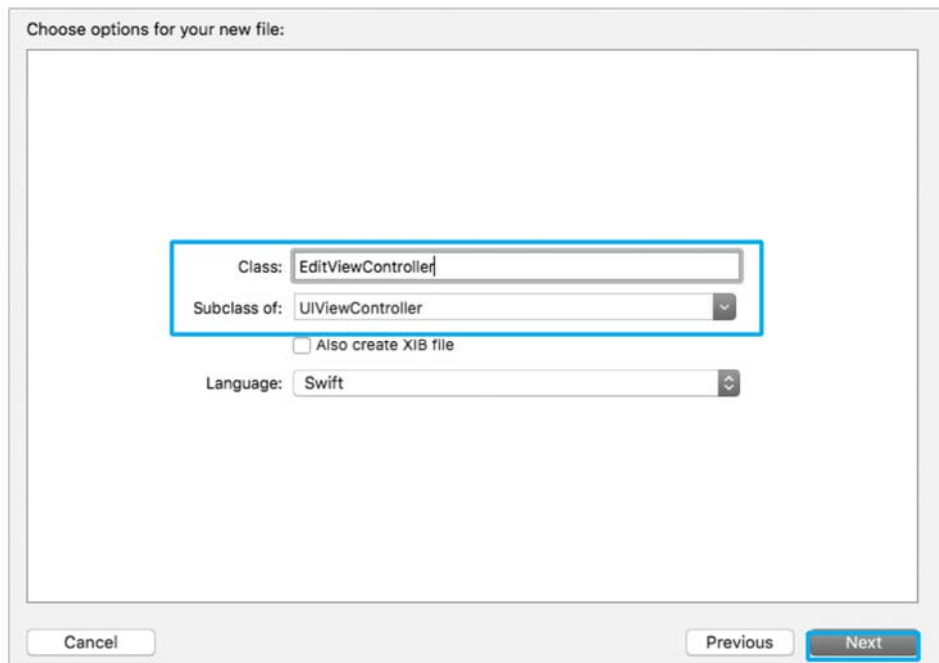 Choose options for your new file:
Class: EditViewController
Subclass of: UIViewController
Also create XIB file
Language: Swift
Cancel Previous Next